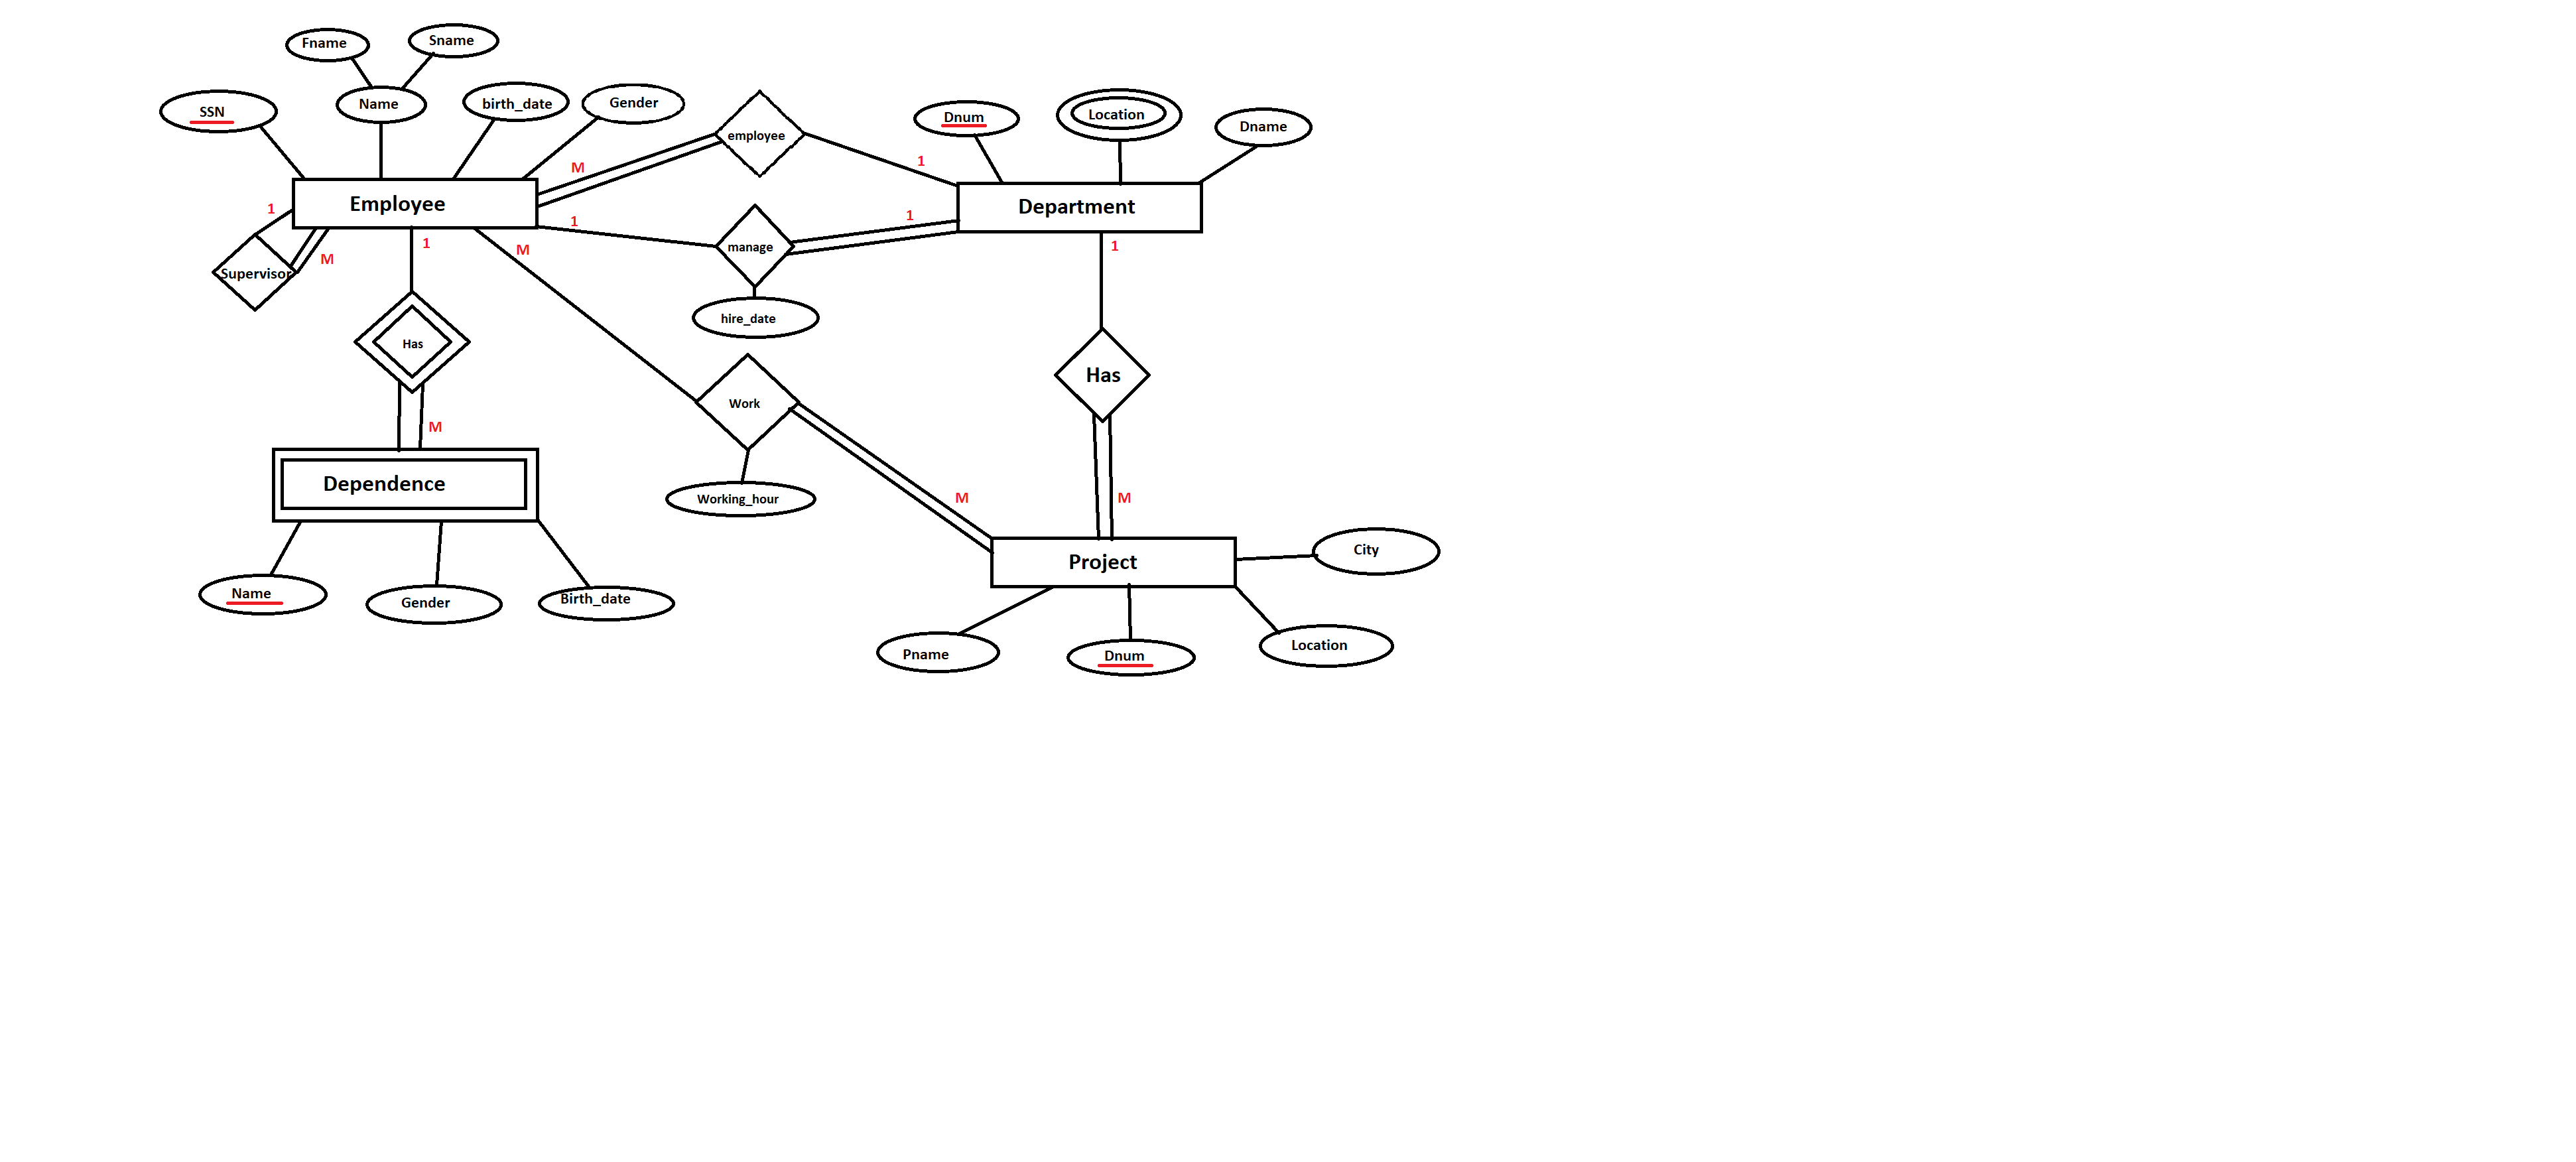 Fname
Sname
SSN
Name
birth_date
Gender
employee
Dnum
Location
Dname
M
1
Employee
Department
1
1
M
1
1
M
1
manage
Supervisor
hire_date
Has
Work
Has
M
Dependence
Working_hour
M
M
Project
City
Name
Gender
Birth_date
Pname
Dnum
Location